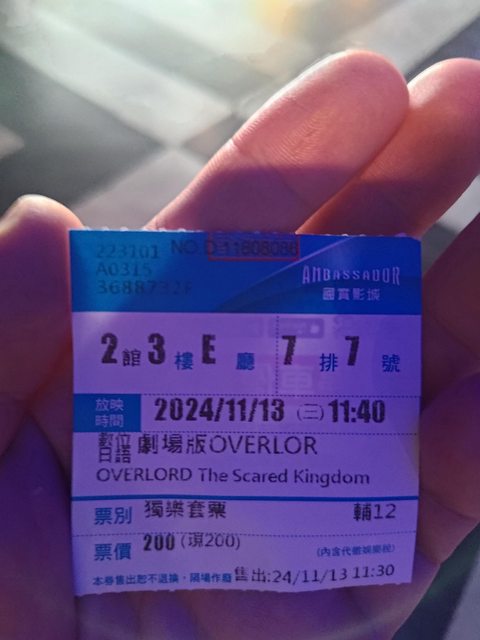 223101 NO.D 11808086
A0315
3688732F
AMBASSADOR
國賓影城
2館 3樓 E廳 7排 7號
放映時間 2024/11/13 (三) 11:40
數位日語 劇場版OVERLOR
OVERLORD The Scared Kingdom
票別 獨樂套票 輔12
票價 200 (現200) (內含代徵娛樂稅)
本券售出恕不退換,隔場作廢 售出:24/11/13 11:30